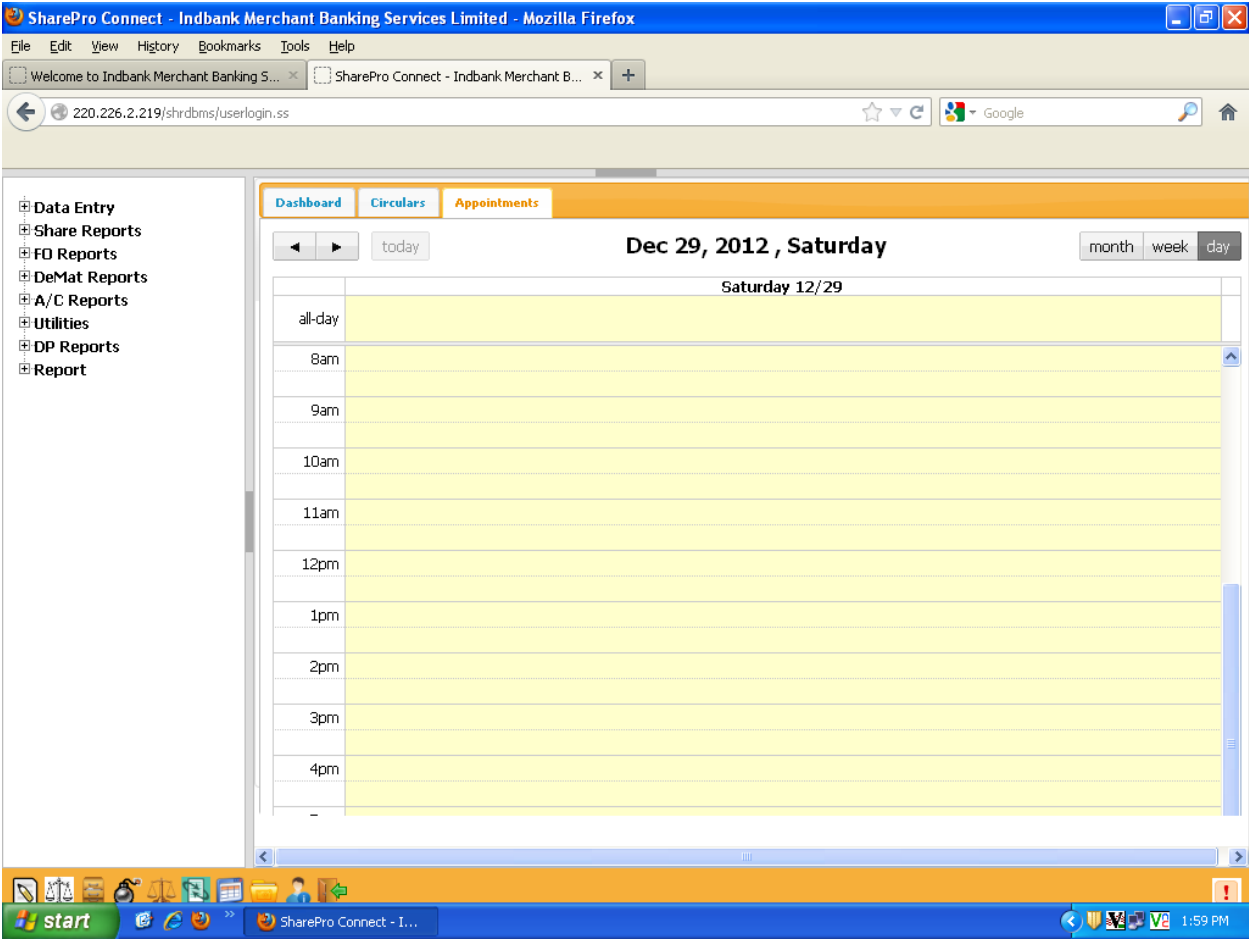 SharePro Connect - Indbank Merchant Banking Services Limited - Mozilla Firefox
File Edit View History Bookmarks Tools Help
Welcome to Indbank Merchant Banking S... SharePro Connect - Indbank Merchant B...
220.226.2.219/shrdbms/userlogin.ss Google
Data Entry
Share Reports
FO Reports
DeMat Reports
A/C Reports
Utilities
DP Reports
Report
Dashboard Circulars Appointments
today Dec 29, 2012 , Saturday month week day
Saturday 12/29
all-day
8am
9am
10am
11am
12pm
1pm
2pm
3pm
4pm
start SharePro Connect - I... V2 1:59 PM